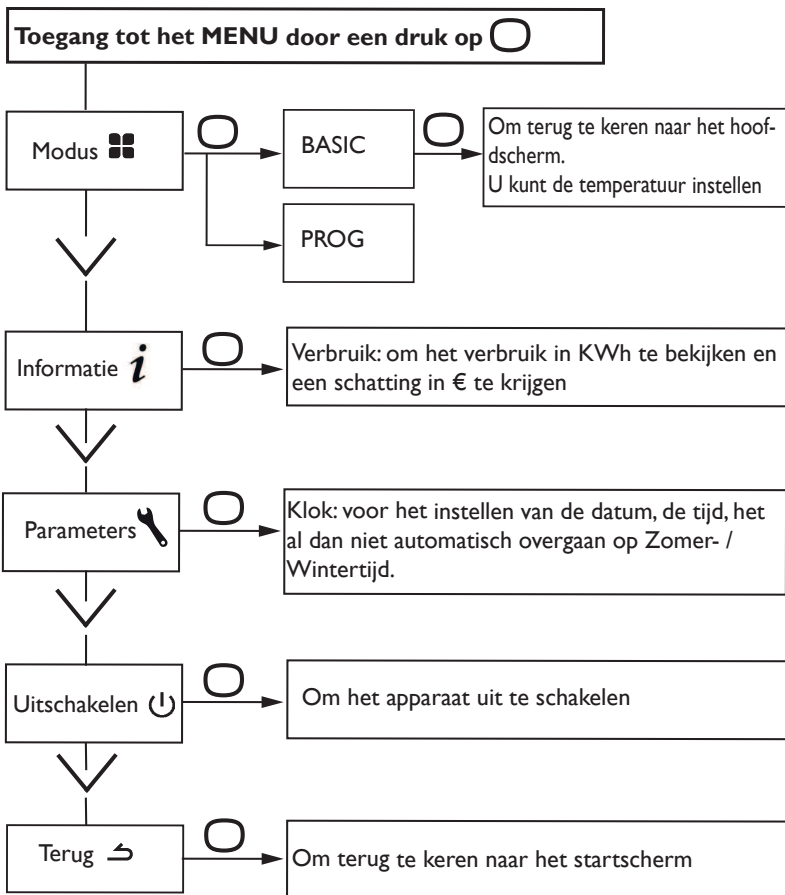 Toegang tot het MENU door een druk op
Modus
BASIC
Om terug te keren naar het hoof-
dscherm.
U kunt de temperatuur instellen
PROG
Informatie i
Verbruik: om het verbruik in KWh te bekijken en
een schatting in € te krijgen
Parameters
Klok: voor het instellen van de datum, de tijd, het
al dan niet automatisch overgaan op Zomer- /
Wintertijd.
Uitschakelen
Om het apparaat uit te schakelen
Terug
Om terug te keren naar het startscherm